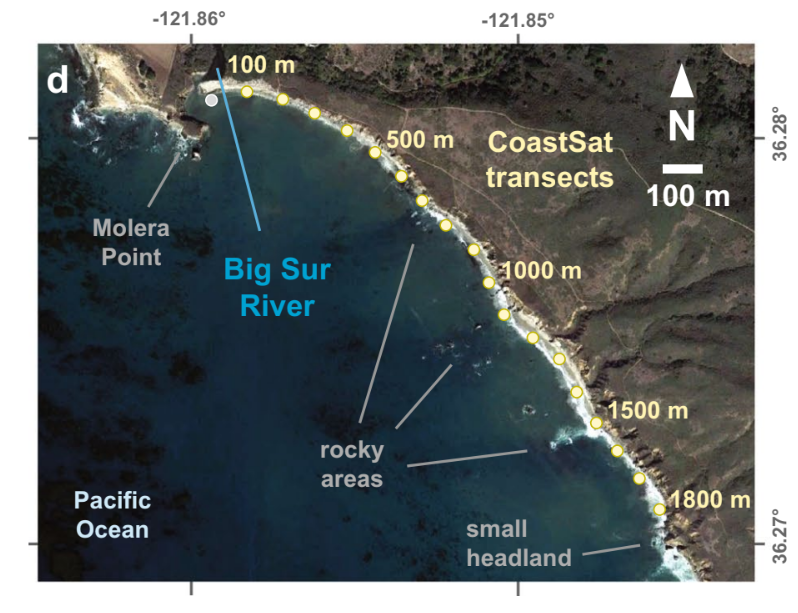 -121.86°
-121.85°
d
100 m
36.28°
N
500 m
CoastSat
transects
100 m
Molera
Point
Big Sur
River
1000 m
1500 m
rocky
areas
1800 m
Pacific
Ocean
small
headland
36.27°